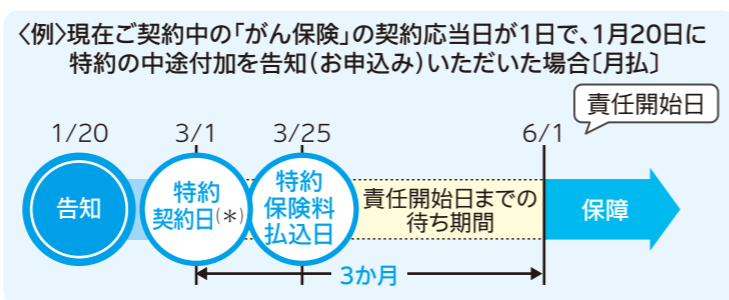 〈例〉現在ご契約中の「がん保険」の契約応当日が1日で、1月20日に
特約の中途付加を告知(お申込み)いただいた場合〔月払〕
責任開始日
1/20
3/1
3/25
6/1
告知
特約
契約日(*)
特約
保険料
払込日
責任開始日までの
待ち期間
保障
3か月